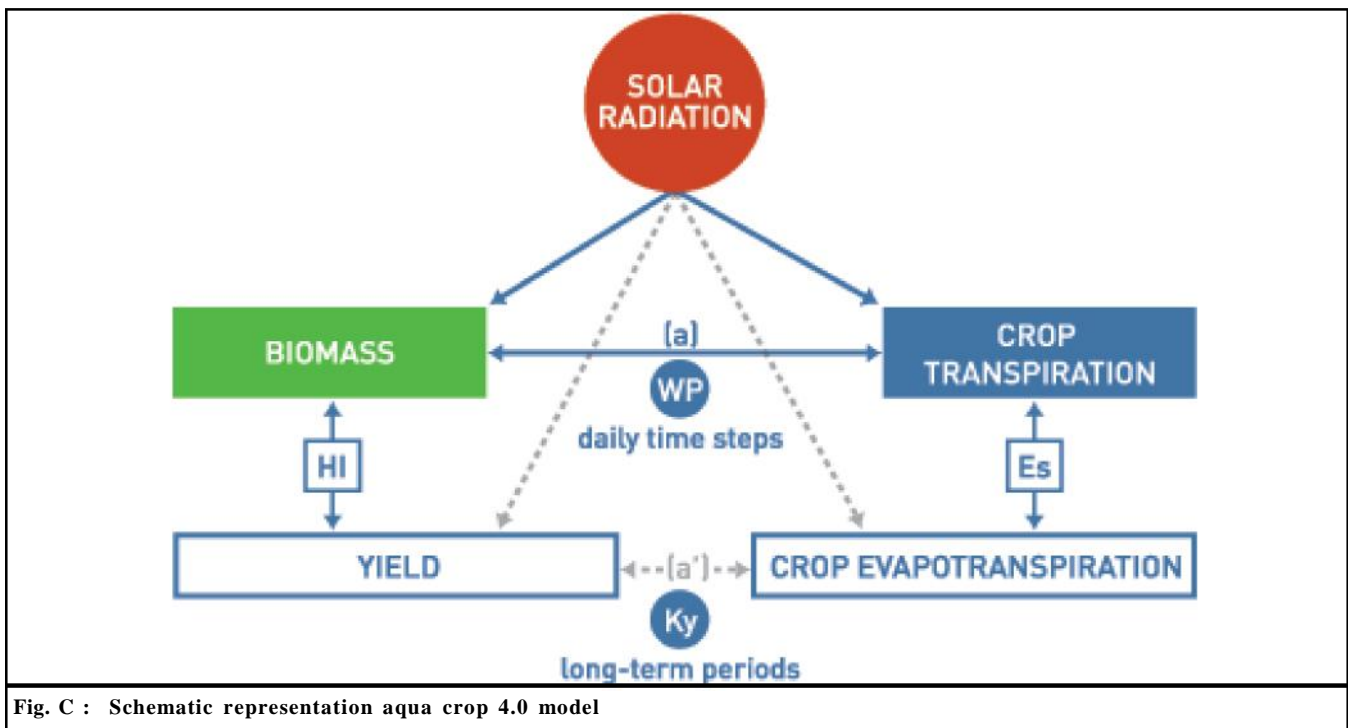 SOLAR
RADIATION
BIOMASS
(a)
WP
daily time steps
CROP
TRANSPIRATION
HI
Es
YIELD
(a')
CROP EVAPOTRANSPIRATION
Ky
long-term periods
Fig. C : Schematic representation aqua crop 4.0 model